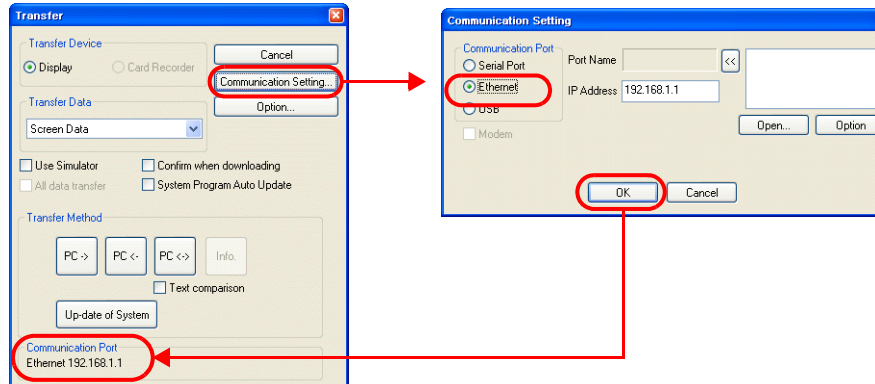 Transfer
Transfer Device
Display
Card Recorder
Cancel
Communication Setting...
Option...
Transfer Data
Screen Data
Use Simulator
Confirm when downloading
All data transfer
System Program Auto Update
Transfer Method
PC ->
PC <-
PC <->
Info.
Text comparison
Up-date of System
Communication Port
Ethernet 192.168.1.1
Communication Setting
Communication Port
Serial Port
Ethernet
USB
Modem
Port Name
<<
IP Address 192.168.1.1
Open...
Option
OK
Cancel